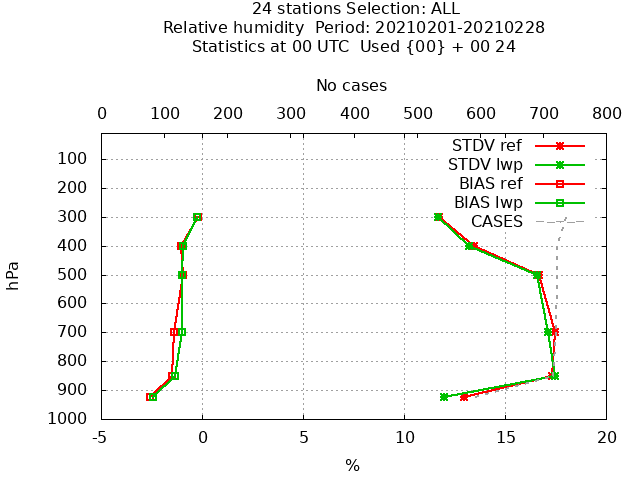 24 stations Selection: ALL
Relative humidity  Period: 20210201-20210228
Statistics at 00 UTC  Used {00} + 00 24
No cases
0 100 200 300 400 500 600 700 800
STDV ref
STDV lwp
BIAS ref
BIAS lwp
CASES
hPa
100
200
300
400
500
600
700
800
900
1000
-5 0 5 10 15 20
%